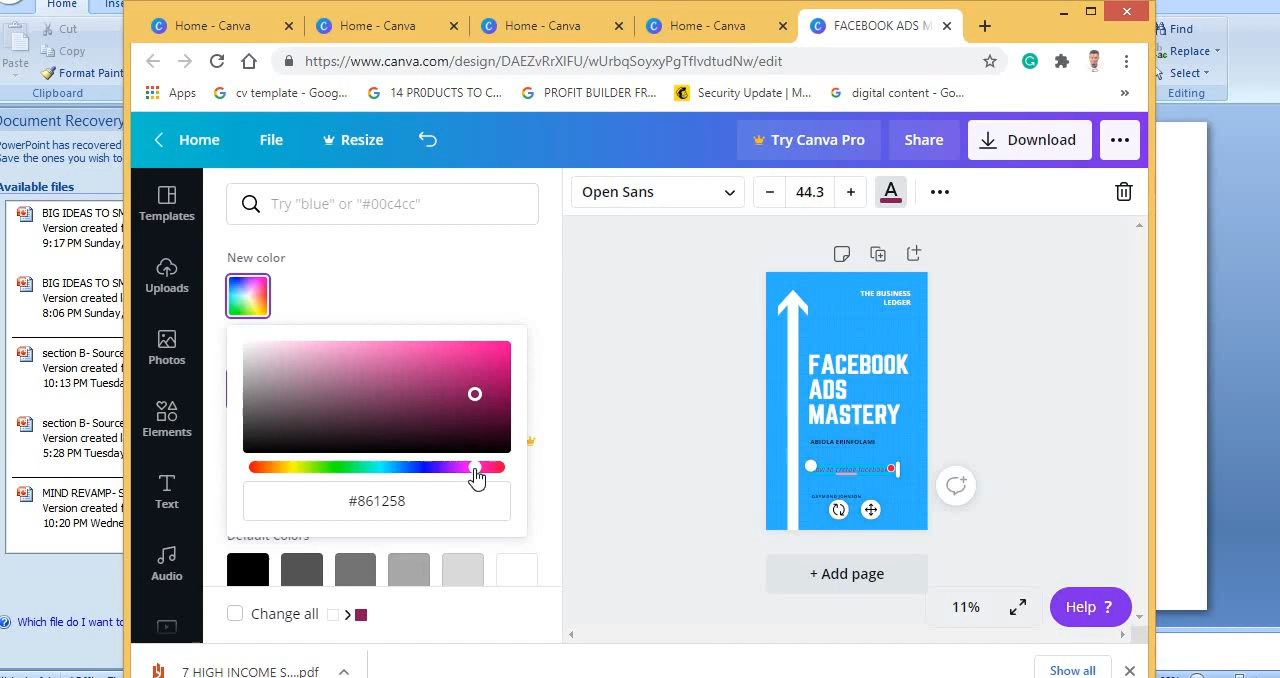 Home
Inse
Cut
Copy
Paste
Format Paint
Clipboard
Find
Replace
Select
Editing
Home - Canva
Home - Canva
Home - Canva
Home - Canva
FACEBOOK ADS M
https://www.canva.com/design/DAEZvRrXIFU/wUrbqSoyxyPgTflvdtudNw/edit
Apps
cv template - Goog...
14 PR0DUCTS TO C...
PROFIT BUILDER FR...
Security Update | M...
digital content - Go...
»
Home
File
Resize
Try Canva Pro
Share
Download
Document Recovery
PowerPoint has recovered
Save the ones you wish to
Available files
BIG IDEAS TO SM
Version created f
9:17 PM Sunday,
BIG IDEAS TO SM
Version created l
8:06 PM Sunday,
section B- Source
Version created f
10:13 PM Tuesda
section B- Source
Version created f
5:28 PM Tuesday
MIND REVAMP- S
Version created f
10:20 PM Wedne
Which file do I want to
Templates
Uploads
Photos
Elements
Text
Audio
Try "blue" or "#00c4cc"
New color
#861258
Default Colors
Change all
Open Sans
–
44.3
+
A
THE BUSINESS
LEDGER
FACEBOOK
ADS
MASTERY
ABIOLA ERINFOLAMI
DAYMOND JOHNSON
+ Add page
11%
Help ?
7 HIGH INCOME S....pdf
Show all